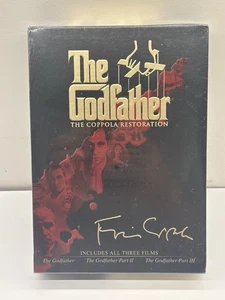 The
Godfather
THE COPPOLA RESTORATION
INCLUDES ALL THREE FILMS
The Godfather The Godfather Part II The Godfather Part III